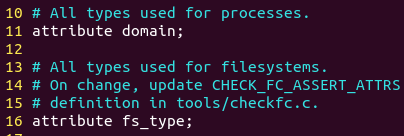 10 # All types used for processes.
11 attribute domain;
12
13 # All types used for filesystems.
14 # On change, update CHECK_FC_ASSERT_ATTRS
15 # definition in tools/checkfc.c.
16 attribute fs_type;